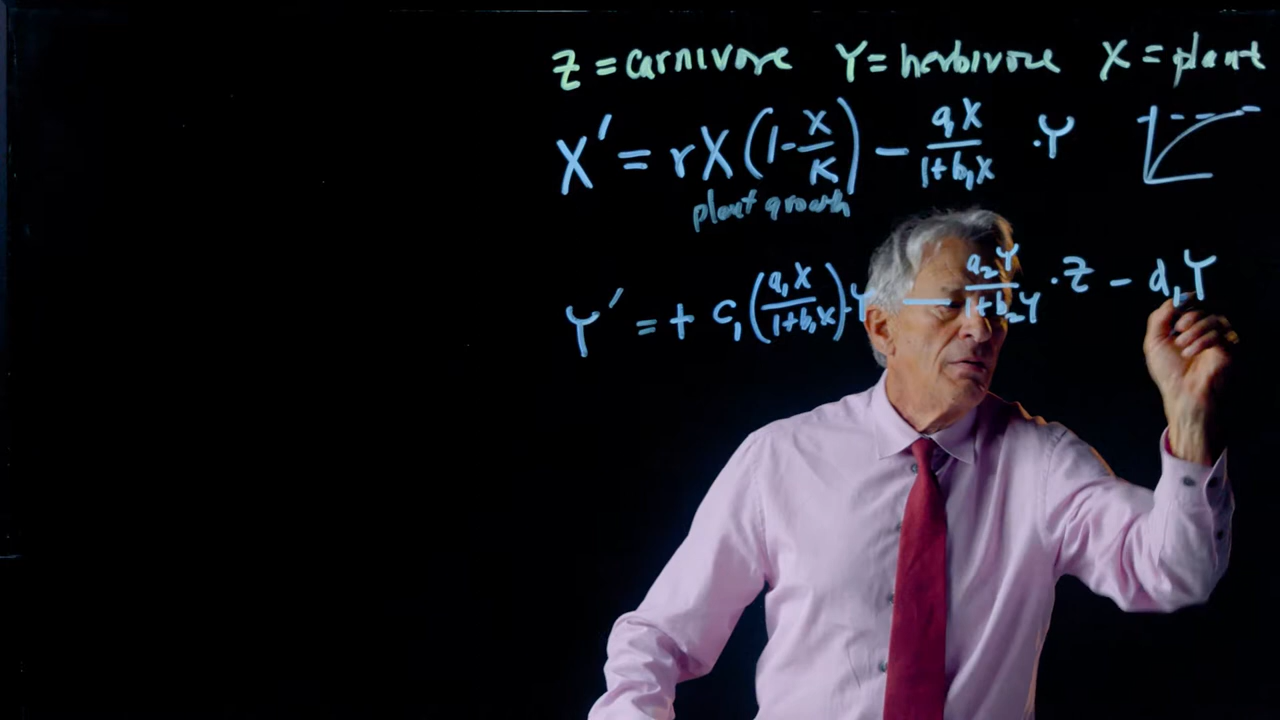 Z = carnivore Y = herbivore X = plant
X' = rX(1 - X/K) - a₁X/(1+b₁X) · Y
plant growth
Y' = + c₁(a₁X/(1+b₁X)) · Y - a₂Y/(1+b₂Y) · Z - d₁Y